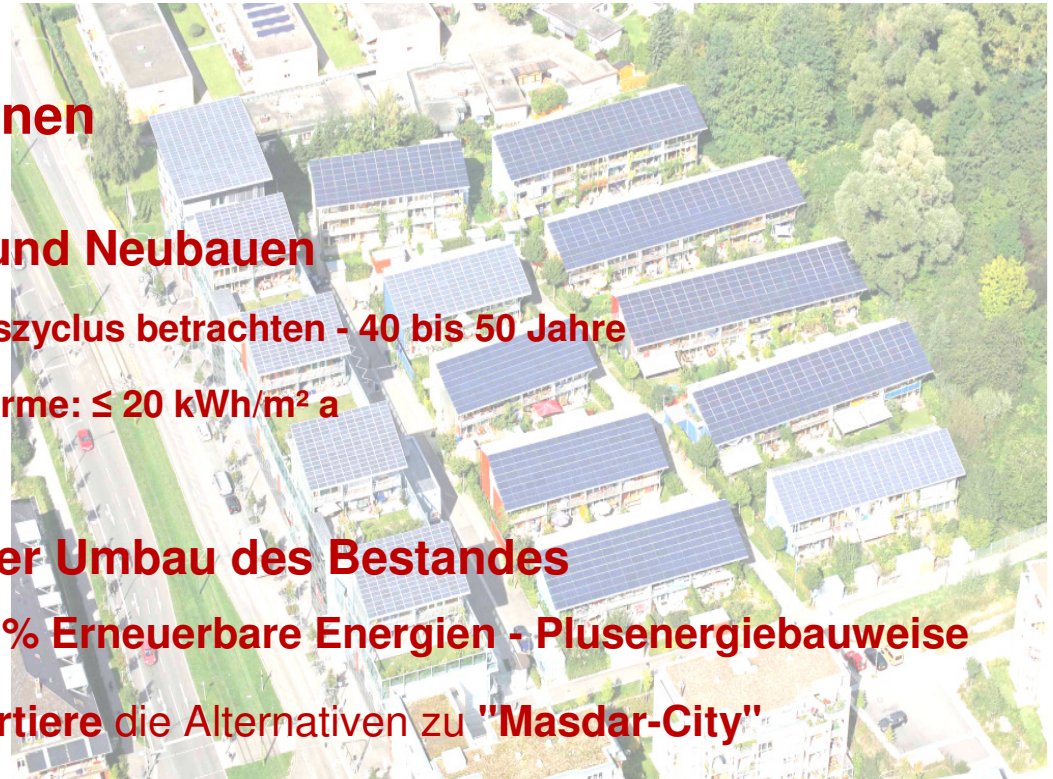 nen
und Neubauen
szyclus betrachten - 40 bis 50 Jahre
rme: ≤ 20 kWh/m² a
er Umbau des Bestandes
% Erneuerbare Energien - Plusenergiebauweise
rtiere die Alternativen zu "Masdar-City"